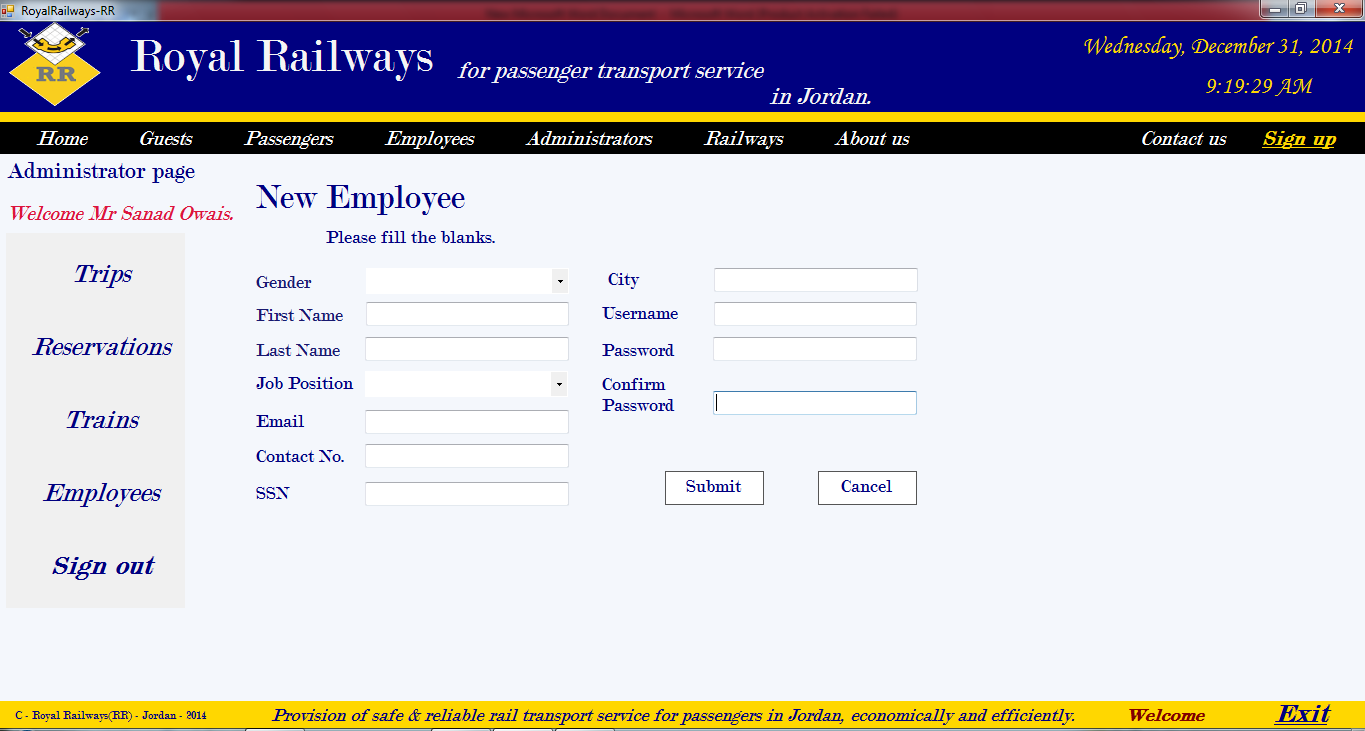 RoyalRailways-RR
RR
Royal Railways
for passenger transport service
in Jordan.
Wednesday, December 31, 2014
9:19:29 AM
Home Guests Passengers Employees Administrators Railways About us Contact us Sign up
Administrator page
Welcome Mr Sanad Owais.
Trips
Reservations
Trains
Employees
Sign out
New Employee
Please fill the blanks.
Gender
First Name
Last Name
Job Position
Email
Contact No.
SSN
City
Username
Password
Confirm
Password
Submit Cancel
C - Royal Railways(RR) - Jordan - 2014
Provision of safe & reliable rail transport service for passengers in Jordan, economically and efficiently.
Welcome
Exit